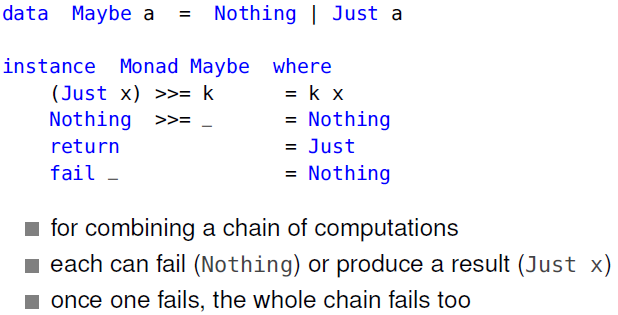 data Maybe a = Nothing | Just a
instance Monad Maybe where
(Just x) >>= k = k x
Nothing >>= _ = Nothing
return = Just
fail _ = Nothing
for combining a chain of computations
each can fail (Nothing) or produce a result (Just x)
once one fails, the whole chain fails too